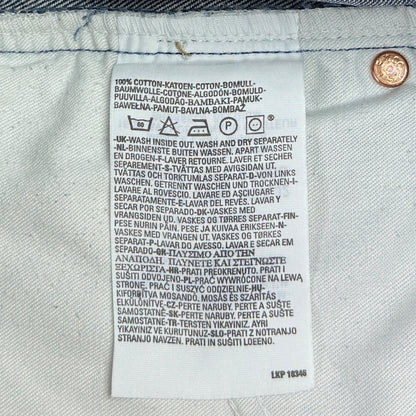 100% COTTON-KATOEN-COTON-BOMULL-
BAUMWOLLE-COTONE-ALGODÓN-BOMULD-
PUUVILLA-ALGODÃO-ΒΑΜΒΑΚΙ-PAMUK-
BAWEŁNA-PAMUT-BAVLNA-BOMBAŽ
60
P
-UK-WASH INSIDE OUT. WASH AND DRY SEPARATELY
-NL-BINNENSTE BUITEN WASSEN. APART WASSEN
EN DROGEN-F-LAVER RETOURNE. LAVER ET SECHER
SEPAREMENT-S-TVÄTTAS MED AVIGSIDAN UT.
TVÄTTAS OCH TORKTUMLAS SEPARAT-D-VON LINKS
WASCHEN, GETRENNT WASCHEN UND TROCKNEN-I-
LAVARE AL ROVESCIO. LAVARE ED ASCIUGARE
SEPARATAMENTE-E-LAVAR DEL REVÉS. LAVAR Y
SECAR POR SEPARADO-DK-VASKES MED
VRANGSIDEN UD. VASKES OG TØRRES SEPARAT-FIN-
PESE NURIN PÄIN. PESE JA KUIVAA ERIKSEEN-N-
VASKES MED VRANGEN UT. VASKES OG TØRRES
SEPARAT-P-LAVAR DO AVESSO. LAVAR E SECAR EM
SEPARADO-GR-ΠΛΥΣΙΜΟ ΑΠΟ ΤΗΝ
ΑΝΑΠΟΔΗ. ΠΛΥΝΕΤΕ ΚΑΙ ΣΤΕΓΝΩΣΤΕ
ΞΕΧΩΡΙΣΤΑ-HR-PRATI PREOKRENUTO. PRATI I
SUŠITI ODVOJENO-PL-PRAĆ WYWRÓCONE NA LEWĄ
STRONĘ. PRAĆ I SUSZYĆ ODDZIELNIE-HU-
KIFORDÍTVA MOSANDÓ. MOSÁS ÉS SZÁRÍTÁS
ELKÜLÖNÍTVE-CZ-PERTE NARUBY. PERTE A SUŠTE
SAMOSTATNE-SK-PERTE NARUBY. PERTE A SUŠTE
SAMOSTATNE-TR-TERSTEN YIKAYINIZ. AYRI
YIKAYINIZ VE KURUTUNUZ-SLO-PRATI Z NOTRANJO
STRANJO NAVZEN. PRATI IN SUŠITI LOČENO.
LKP 18346